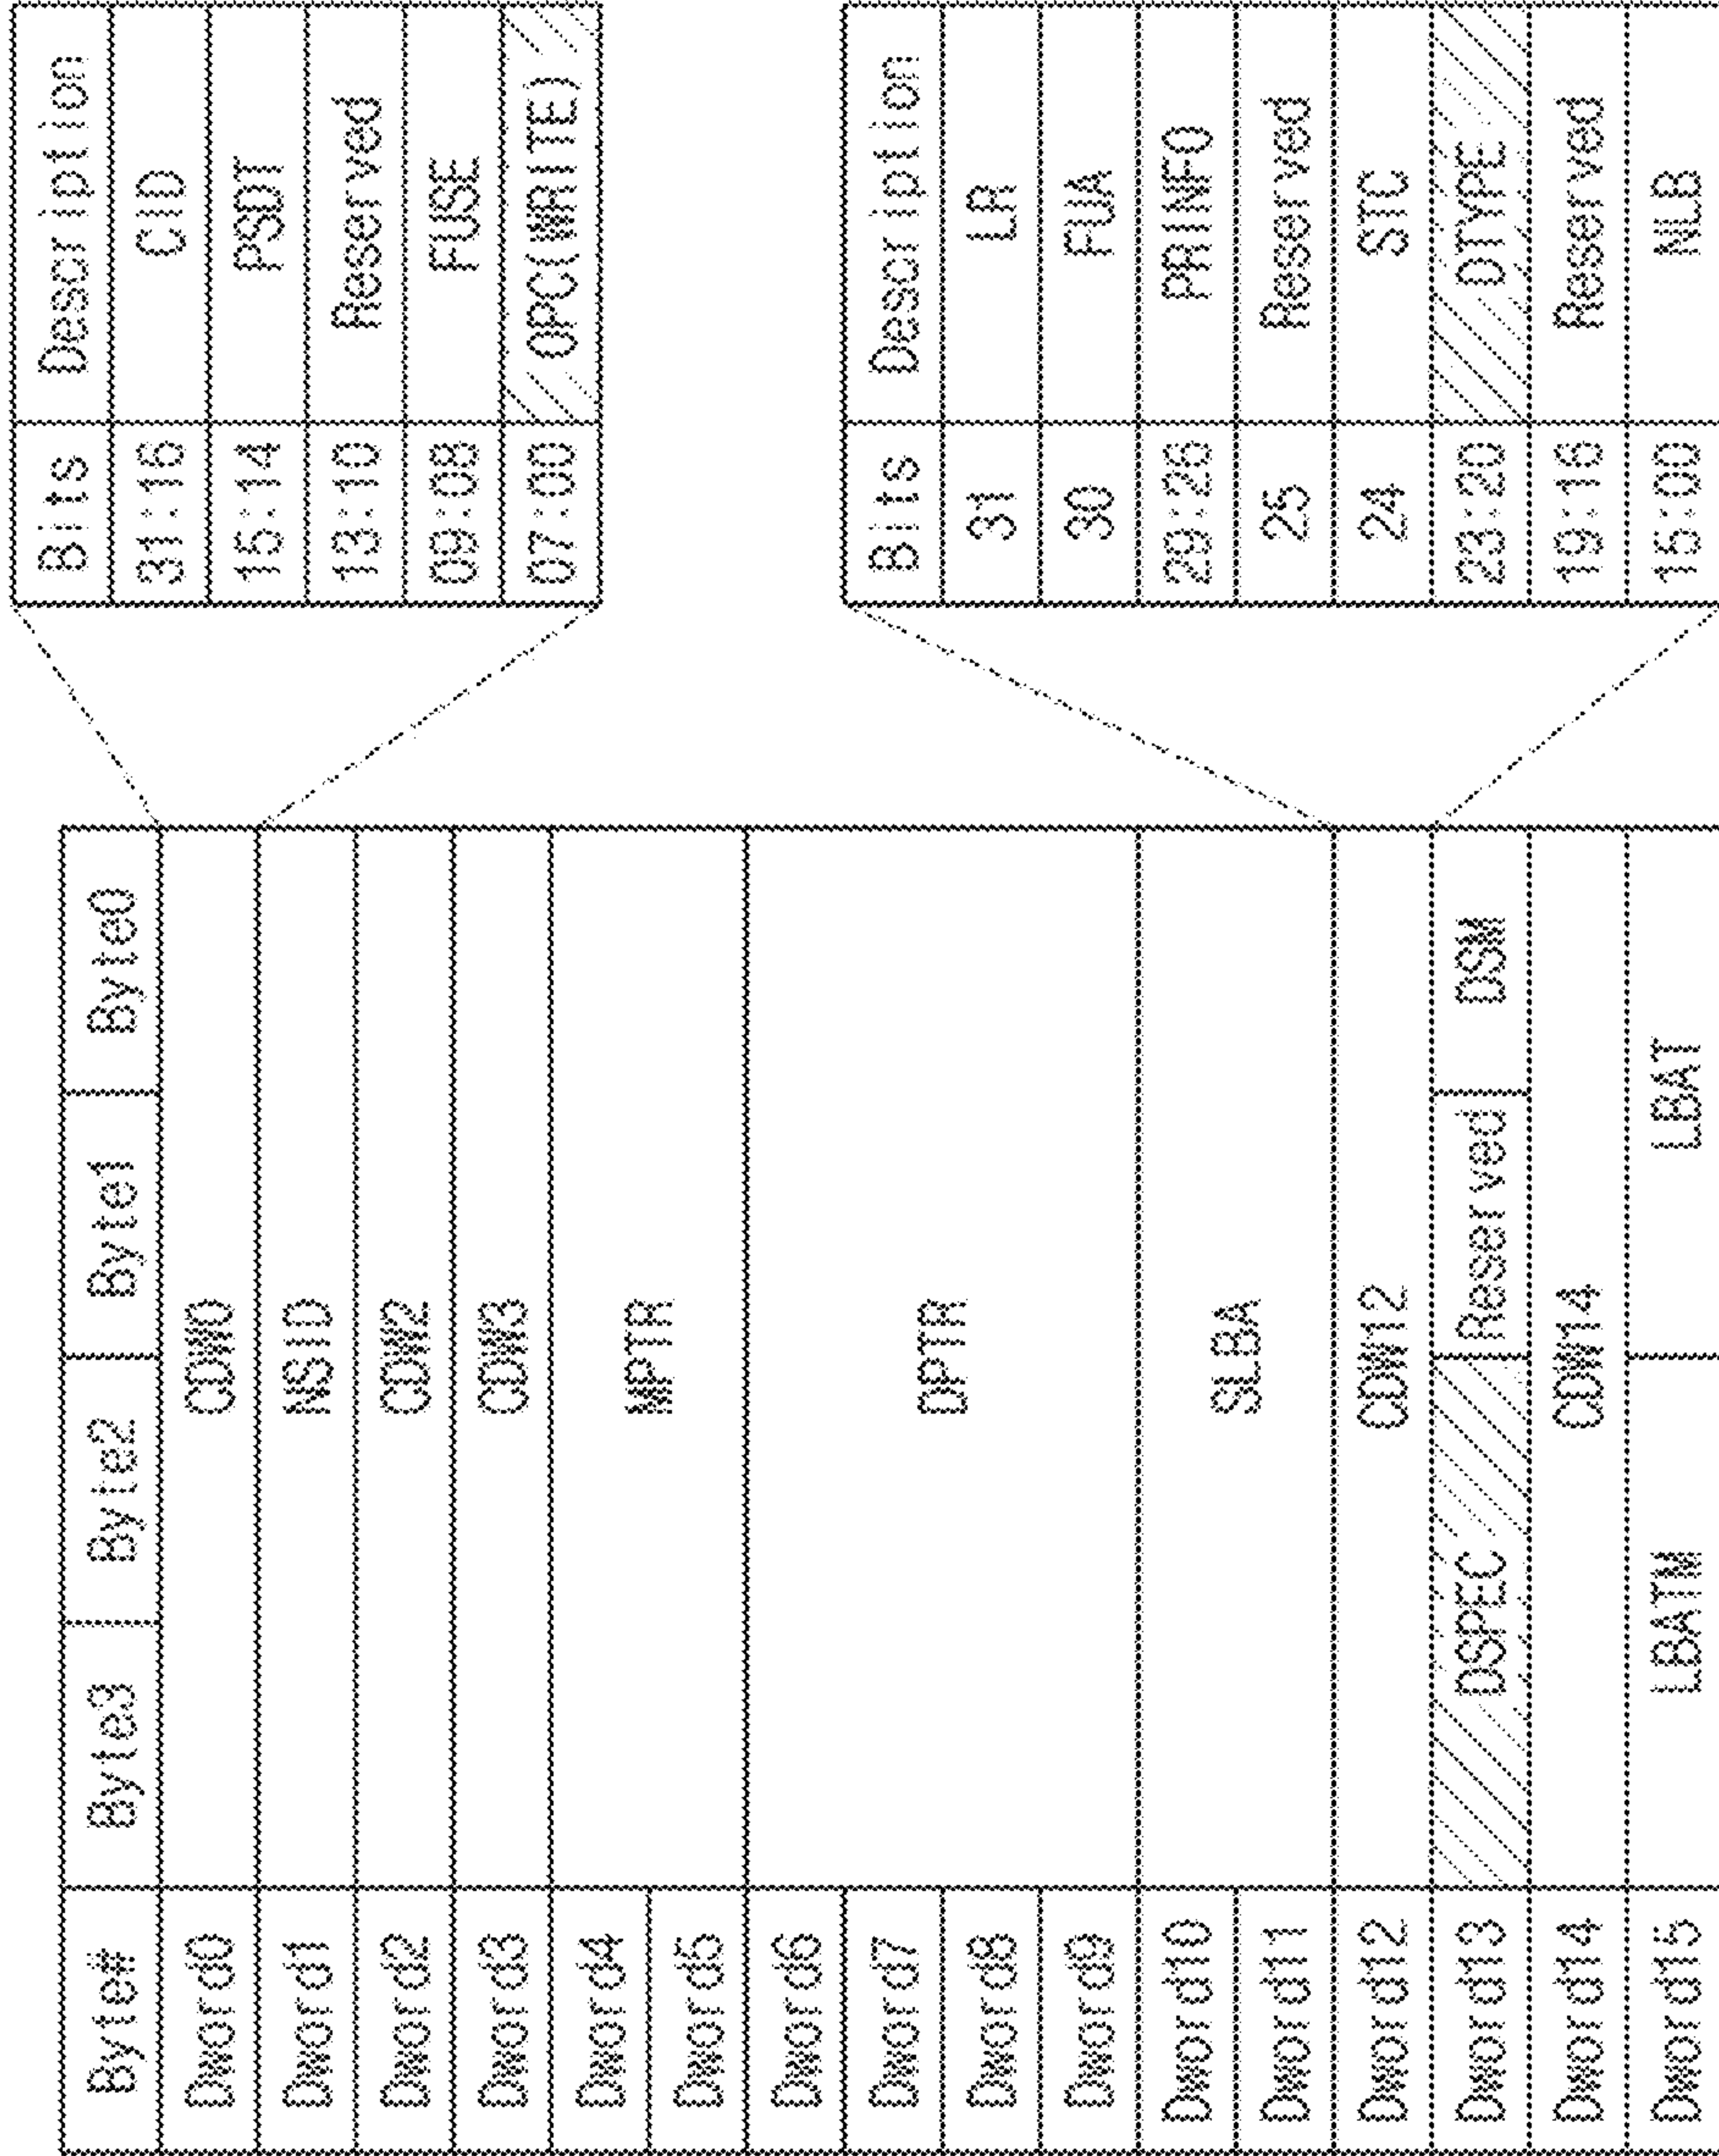 Byte# Byte3 Byte2 Byte1 Byte0
Dword0 CDW0
Dword1 NSID
Dword2 CDW2
Dword3 CDW3
Dword4 MPTR
Dword5
Dword6 DPTR
Dword7
Dword8
Dword9
Dword10 SLBA
Dword11
Dword12 CDW12
Dword13 DSPEC Reserved DSM
Dword14 CDW14
Dword15 LBATM LBAT
Bits Description
31:16 CID
15:14 PSDT
13:10 Reserved
09:08 FUSE
07:00 OPC(WRITE)
Bits Description
31 LR
30 FUA
29:26 PRINFO
25 Reserved
24 STC
23:20 DTYPE
19:16 Reserved
15:00 NLB